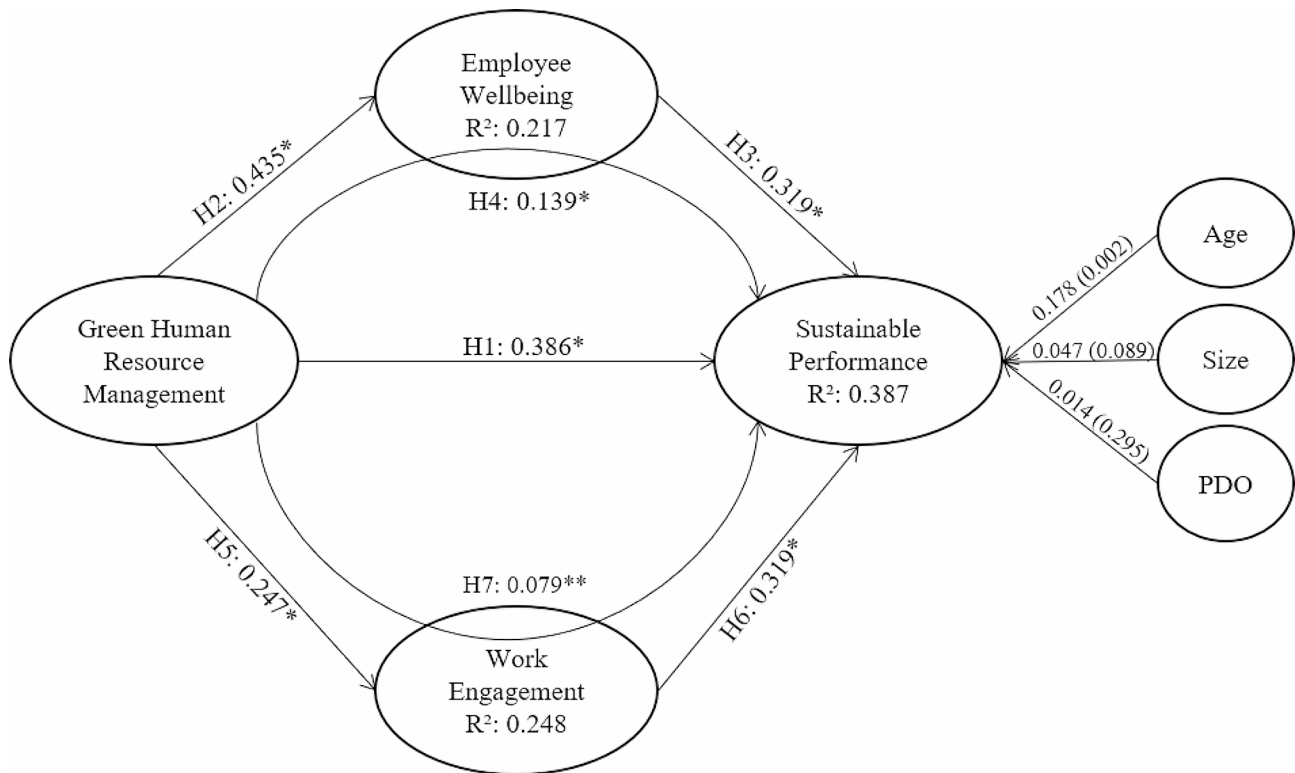 Employee
Wellbeing
R²: 0.217
H2: 0.435*
H3: 0.319*
H4: 0.139*
Green Human
Resource
Management
H1: 0.386*
Sustainable
Performance
R²: 0.387
Age
0.178 (0.002)
Size
0.047 (0.089)
PDO
0.014 (0.295)
H5: 0.247*
H7: 0.079**
H6: 0.319*
Work
Engagement
R²: 0.248